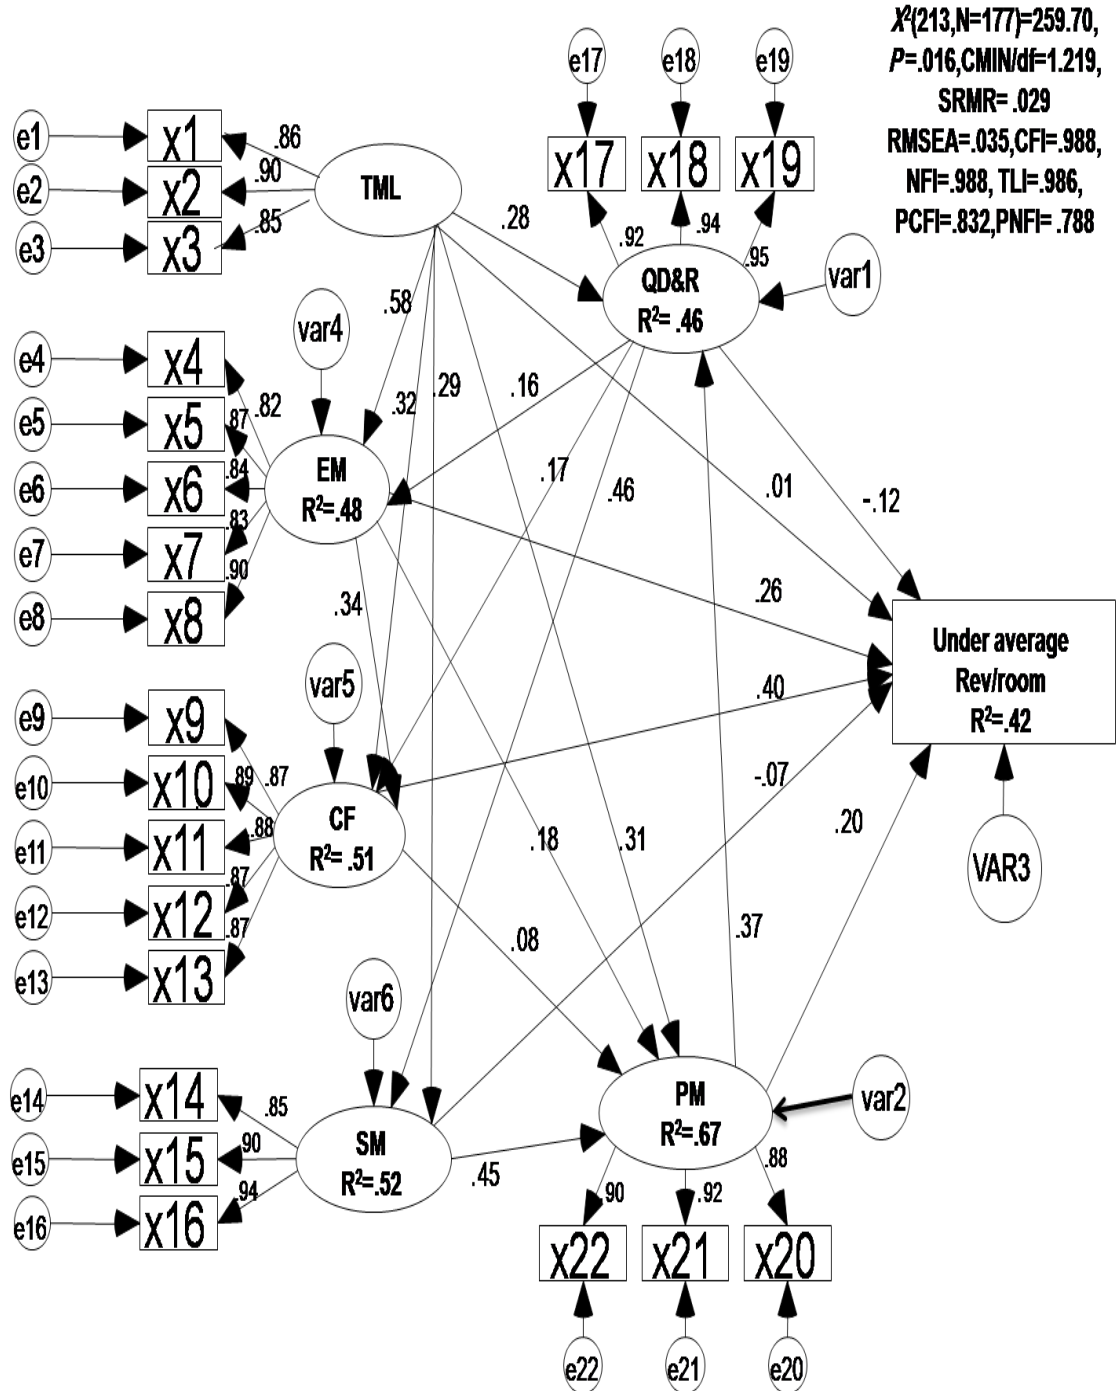 X²(213,N=177)=259.70,
P=.016,CMIN/df=1.219,
SRMR= .029
RMSEA=.035,CFI=.988,
NFI=.988, TLI=.986,
PCFI=.832,PNFI= .788
e17
e18
e19
x17
x18
x19
.92
.94
.95
QD&R
R²= .46
var1
e1
x1
.86
e2
x2
.90
e3
x3
.85
TML
.28
.58
.32
.29
.16
.17
.46
.01
-.12
var4
e4
x4
.82
e5
x5
.87
e6
x6
.84
e7
x7
.83
e8
x8
.90
EM
R²=.48
.34
.26
.40
-.07
.20
Under average
Rev/room
R²=.42
VAR3
var5
e9
x9
.87
e10
x10
.89
e11
x11
.88
e12
x12
.87
e13
x13
.87
CF
R²= .51
.18
.31
.08
.37
var6
e14
x14
.85
e15
x15
.90
e16
x16
.94
SM
R²=.52
.45
PM
R²=.67
var2
.90
.92
.88
x22
x21
x20
e22
e21
e20